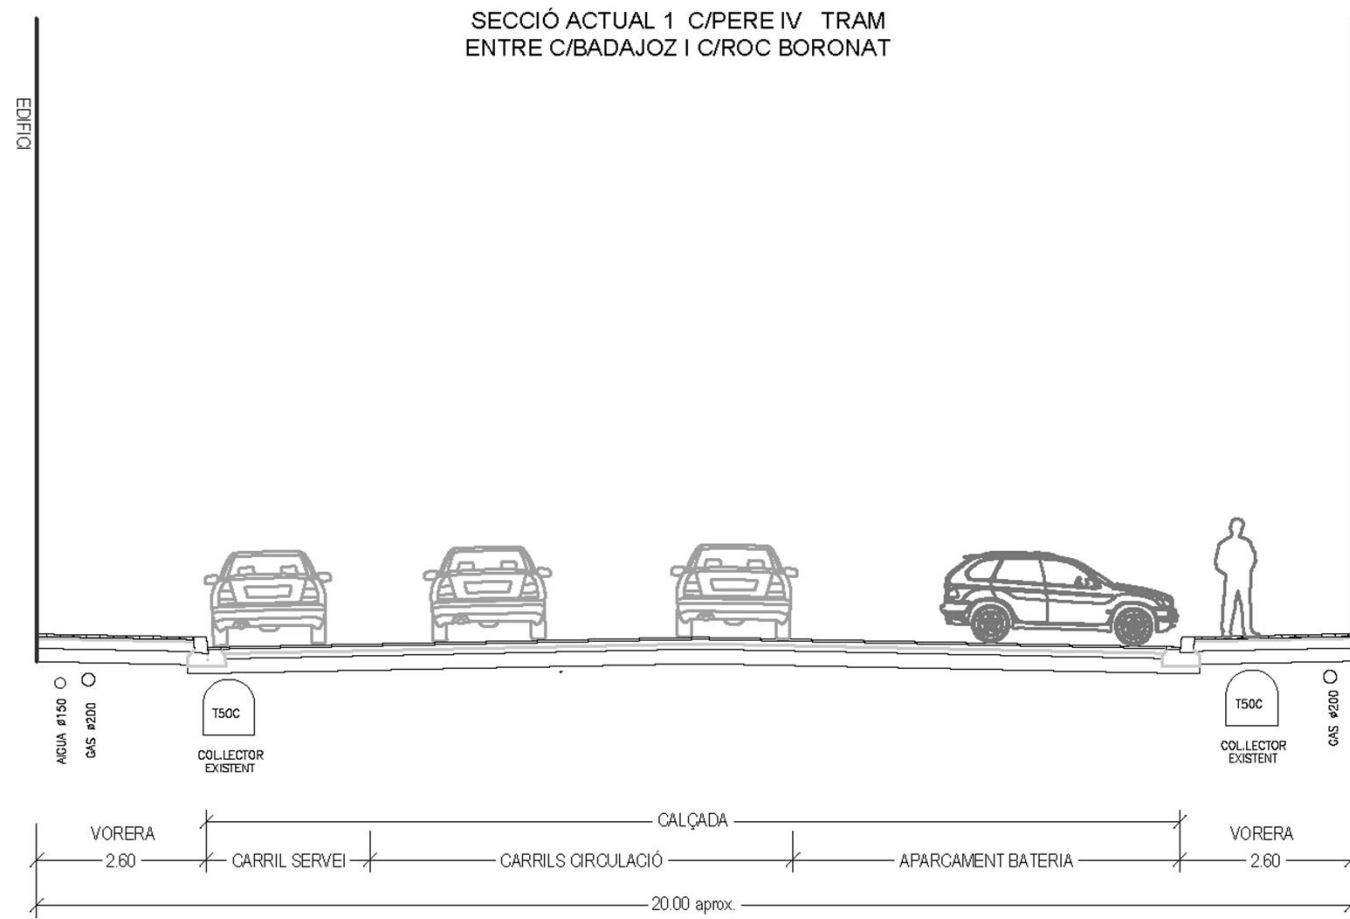 SECCIÓ ACTUAL 1 C/PERE IV TRAM
ENTRE C/BADAJOZ I C/ROC BORONAT
EDIFICI
AIGUA ø150
GAS ø200
T50C
COL.LECTOR
EXISTENT
T50C
COL.LECTOR
EXISTENT
GAS ø200
CALÇADA
VORERA
VORERA
2.60
CARRIL SERVEI
CARRILS CIRCULACIÓ
APARCAMENT BATERIA
2.60
20.00 aprox.